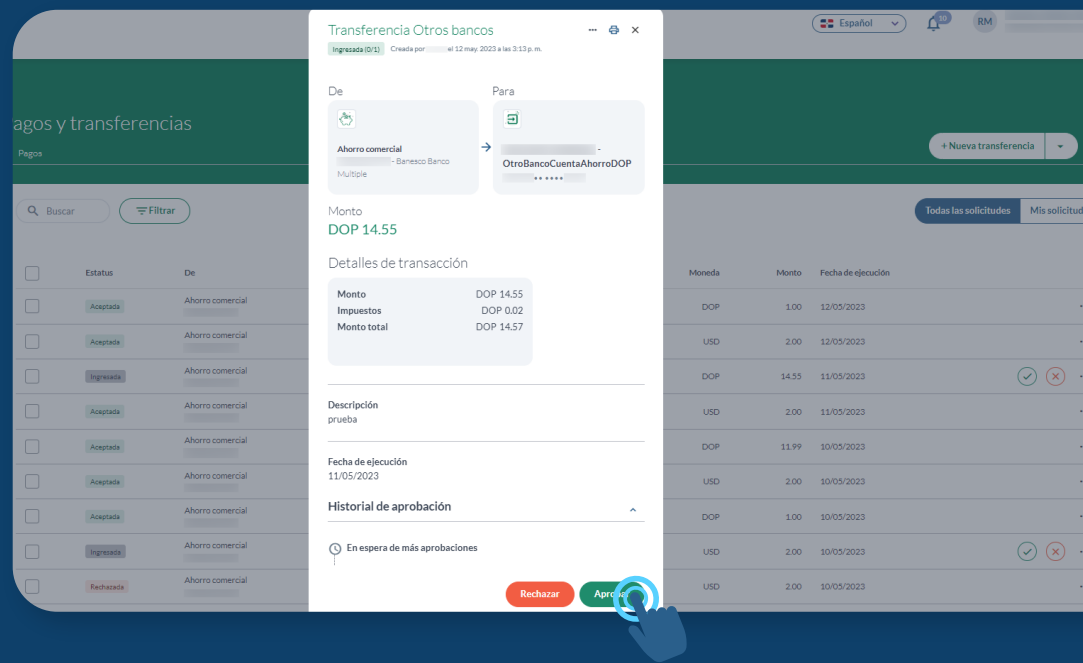 Español
10
RM
agos y transferencias
Pagos
+ Nueva transferencia
Buscar
Filtrar
Todas las solicitudes
Mis solicitud
Transferencia Otros bancos
Ingresada (0/1) Creada por el 12 may. 2023 a las 3:13 p. m.
De
Para
Ahorro comercial
- Banesco Banco
Multiple
-
OtroBancoCuentaAhorroDOP
Monto
DOP 14.55
Detalles de transacción
Monto DOP 14.55
Impuestos DOP 0.02
Monto total DOP 14.57
Descripción
prueba
Fecha de ejecución
11/05/2023
Historial de aprobación
En espera de más aprobaciones
Rechazar
Estatus De Moneda Monto Fecha de ejecución
Aceptada Ahorro comercial DOP 1.00 12/05/2023
Aceptada Ahorro comercial USD 2.00 12/05/2023
Ingresada Ahorro comercial DOP 14.55 11/05/2023
Aceptada Ahorro comercial USD 2.00 11/05/2023
Aceptada Ahorro comercial DOP 11.99 10/05/2023
Aceptada Ahorro comercial USD 2.00 10/05/2023
Aceptada Ahorro comercial DOP 1.00 10/05/2023
Ingresada Ahorro comercial USD 2.00 10/05/2023
Rechazada Ahorro comercial USD 2.00 10/05/2023